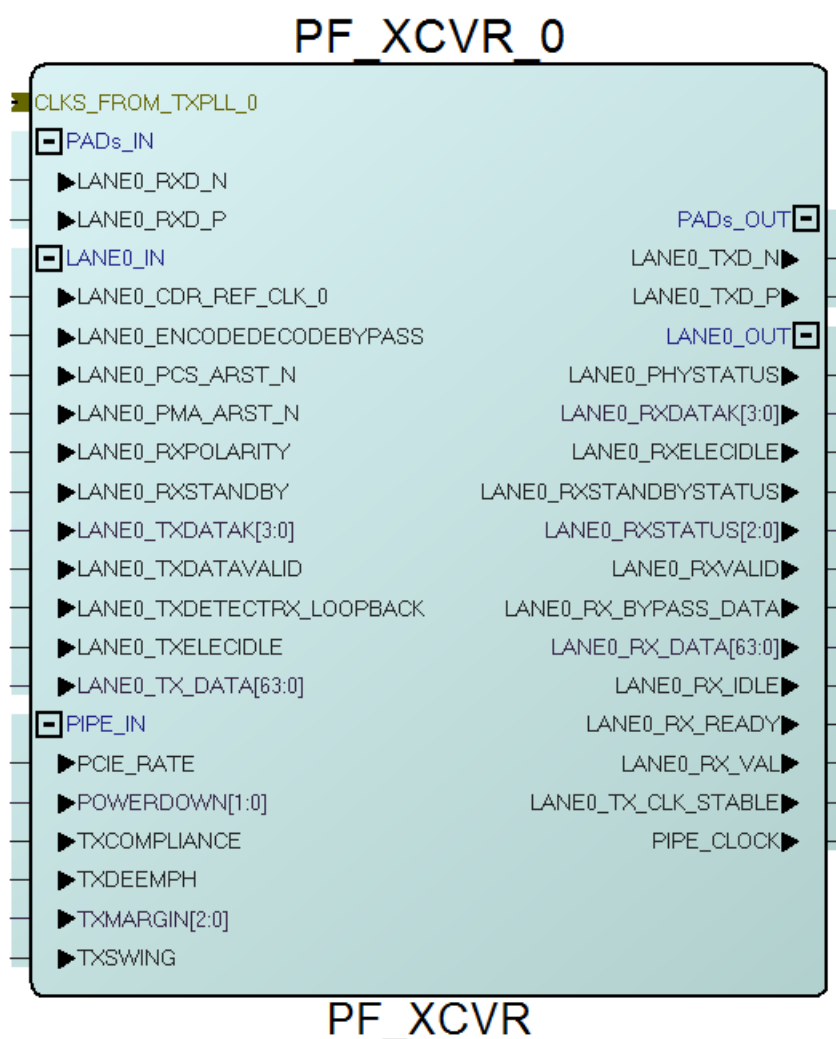 PF_XCVR_0
CLKS_FROM_TXPLL_0
PADs_IN
LANE0_RXD_N
LANE0_RXD_P
LANE0_IN
LANE0_CDR_REF_CLK_0
LANE0_ENCODEDECODEBYPASS
LANE0_PCS_ARST_N
LANE0_PMA_ARST_N
LANE0_RXPOLARITY
LANE0_RXSTANDBY
LANE0_TXDATAK[3:0]
LANE0_TXDATAVALID
LANE0_TXDETECTRX_LOOPBACK
LANE0_TXELECIDLE
LANE0_TX_DATA[63:0]
PIPE_IN
PCIE_RATE
POWERDOWN[1:0]
TXCOMPLIANCE
TXDEEMPH
TXMARGIN[2:0]
TXSWING
PADs_OUT
LANE0_TXD_N
LANE0_TXD_P
LANE0_OUT
LANE0_PHYSTATUS
LANE0_RXDATAK[3:0]
LANE0_RXELECIDLE
LANE0_RXSTANDBYSTATUS
LANE0_RXSTATUS[2:0]
LANE0_RXVALID
LANE0_RX_BYPASS_DATA
LANE0_RX_DATA[63:0]
LANE0_RX_IDLE
LANE0_RX_READY
LANE0_RX_VAL
LANE0_TX_CLK_STABLE
PIPE_CLOCK
PF_XCVR